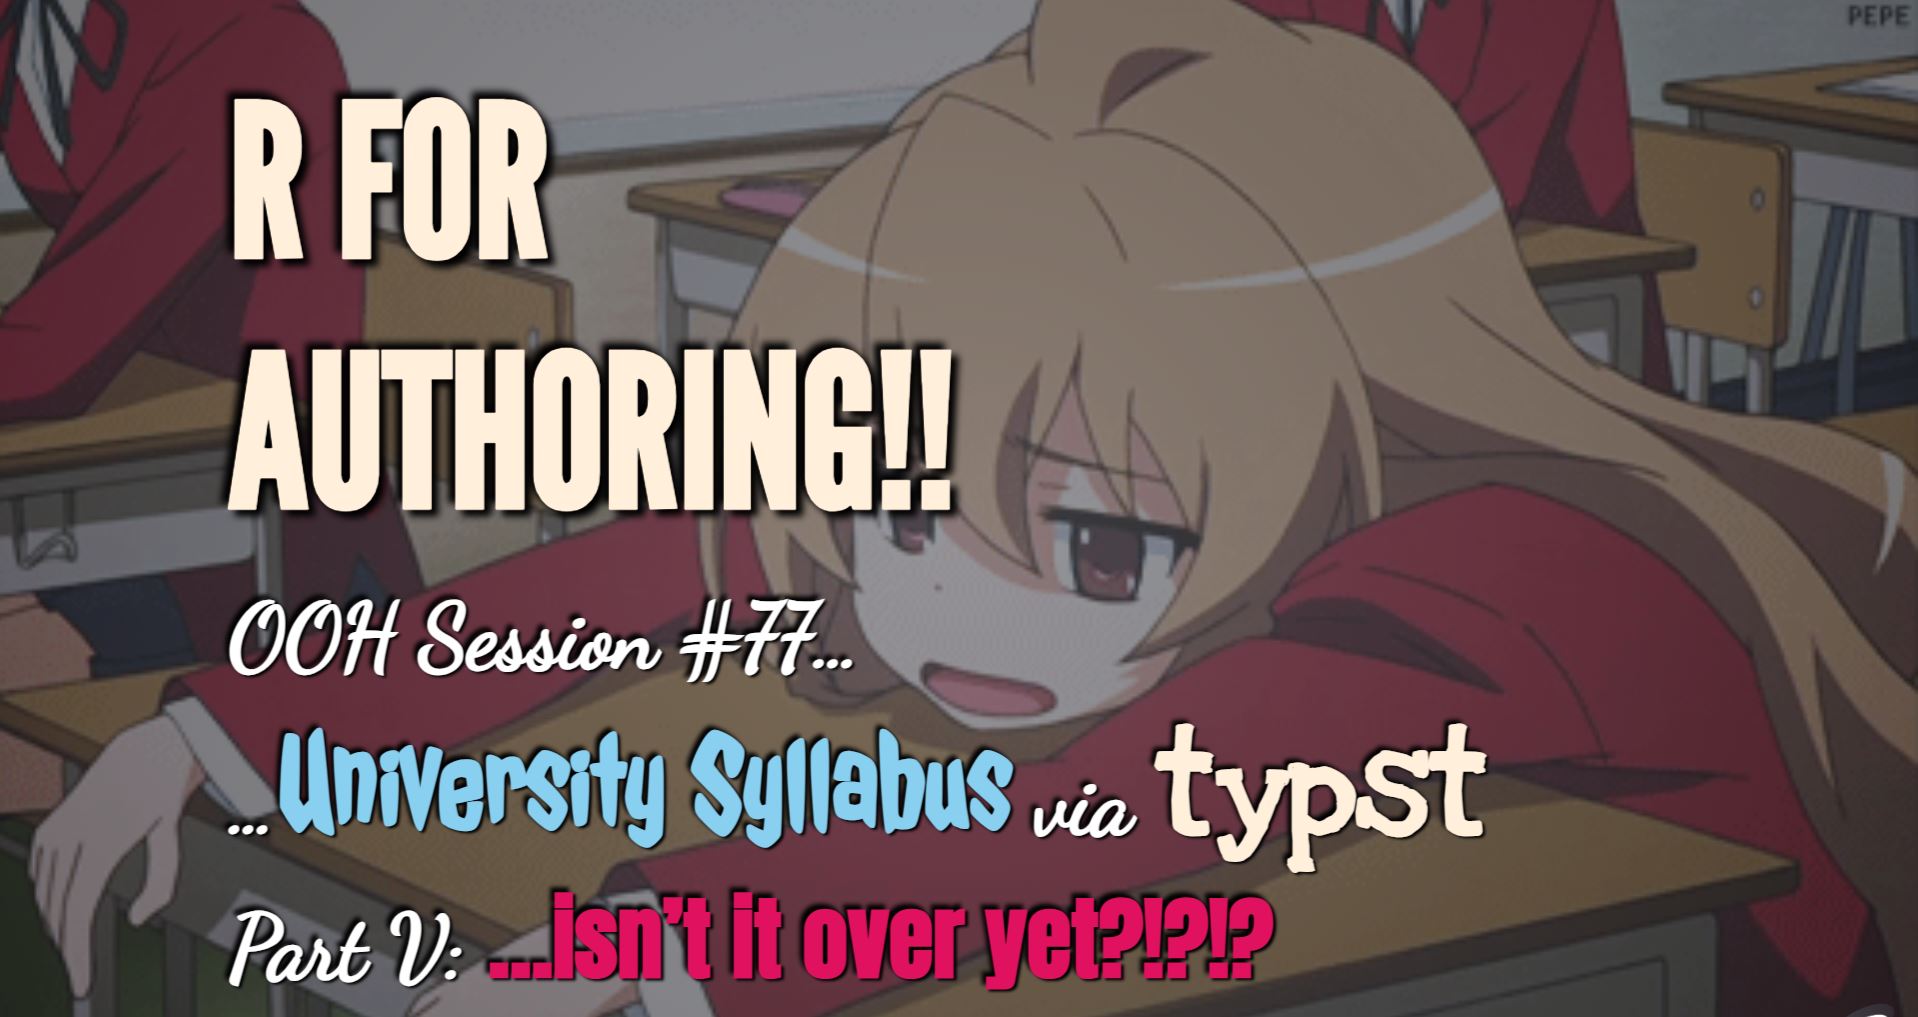 PEPE
R FOR
AUTHORING!!
OOH Session #77...
...University Syllabus via typst
Part V: ...isn't it over yet?!?!?